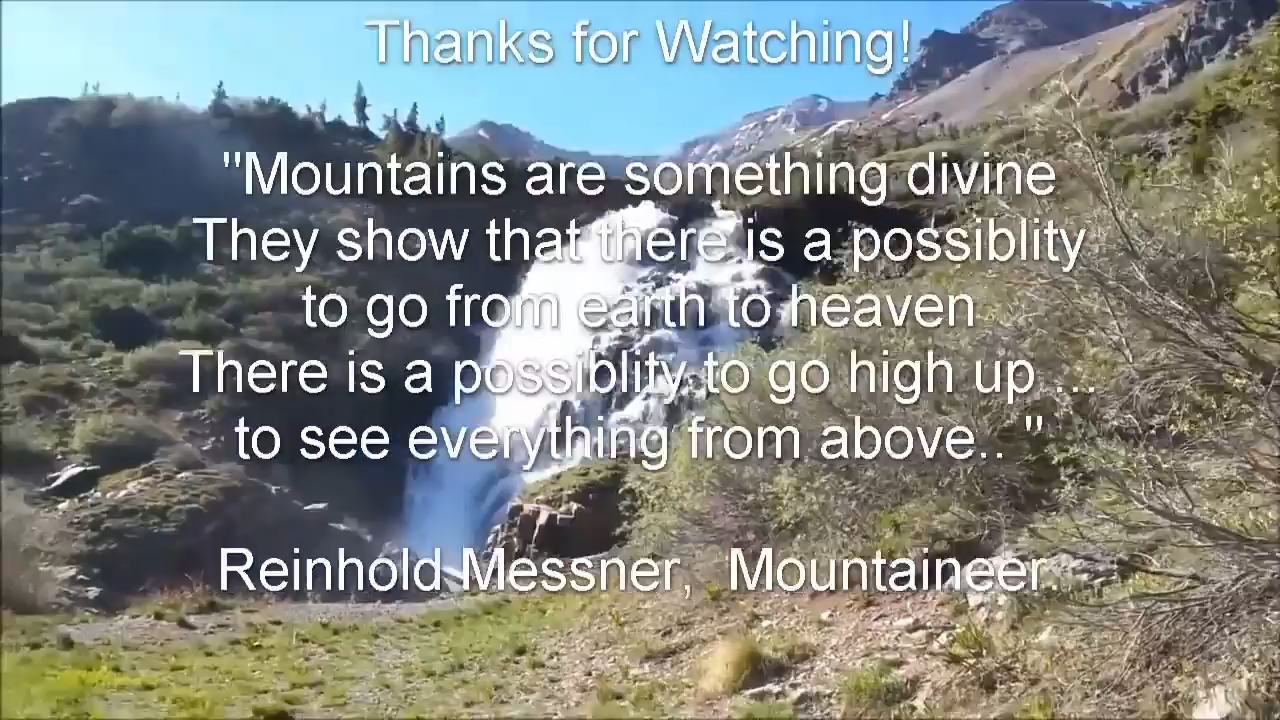 Thanks for Watching!
"Mountains are something divine
They show that there is a possiblity
to go from earth to heaven
There is a possiblity to go high up ...
to see everything from above.. "
Reinhold Messner,  Mountaineer.